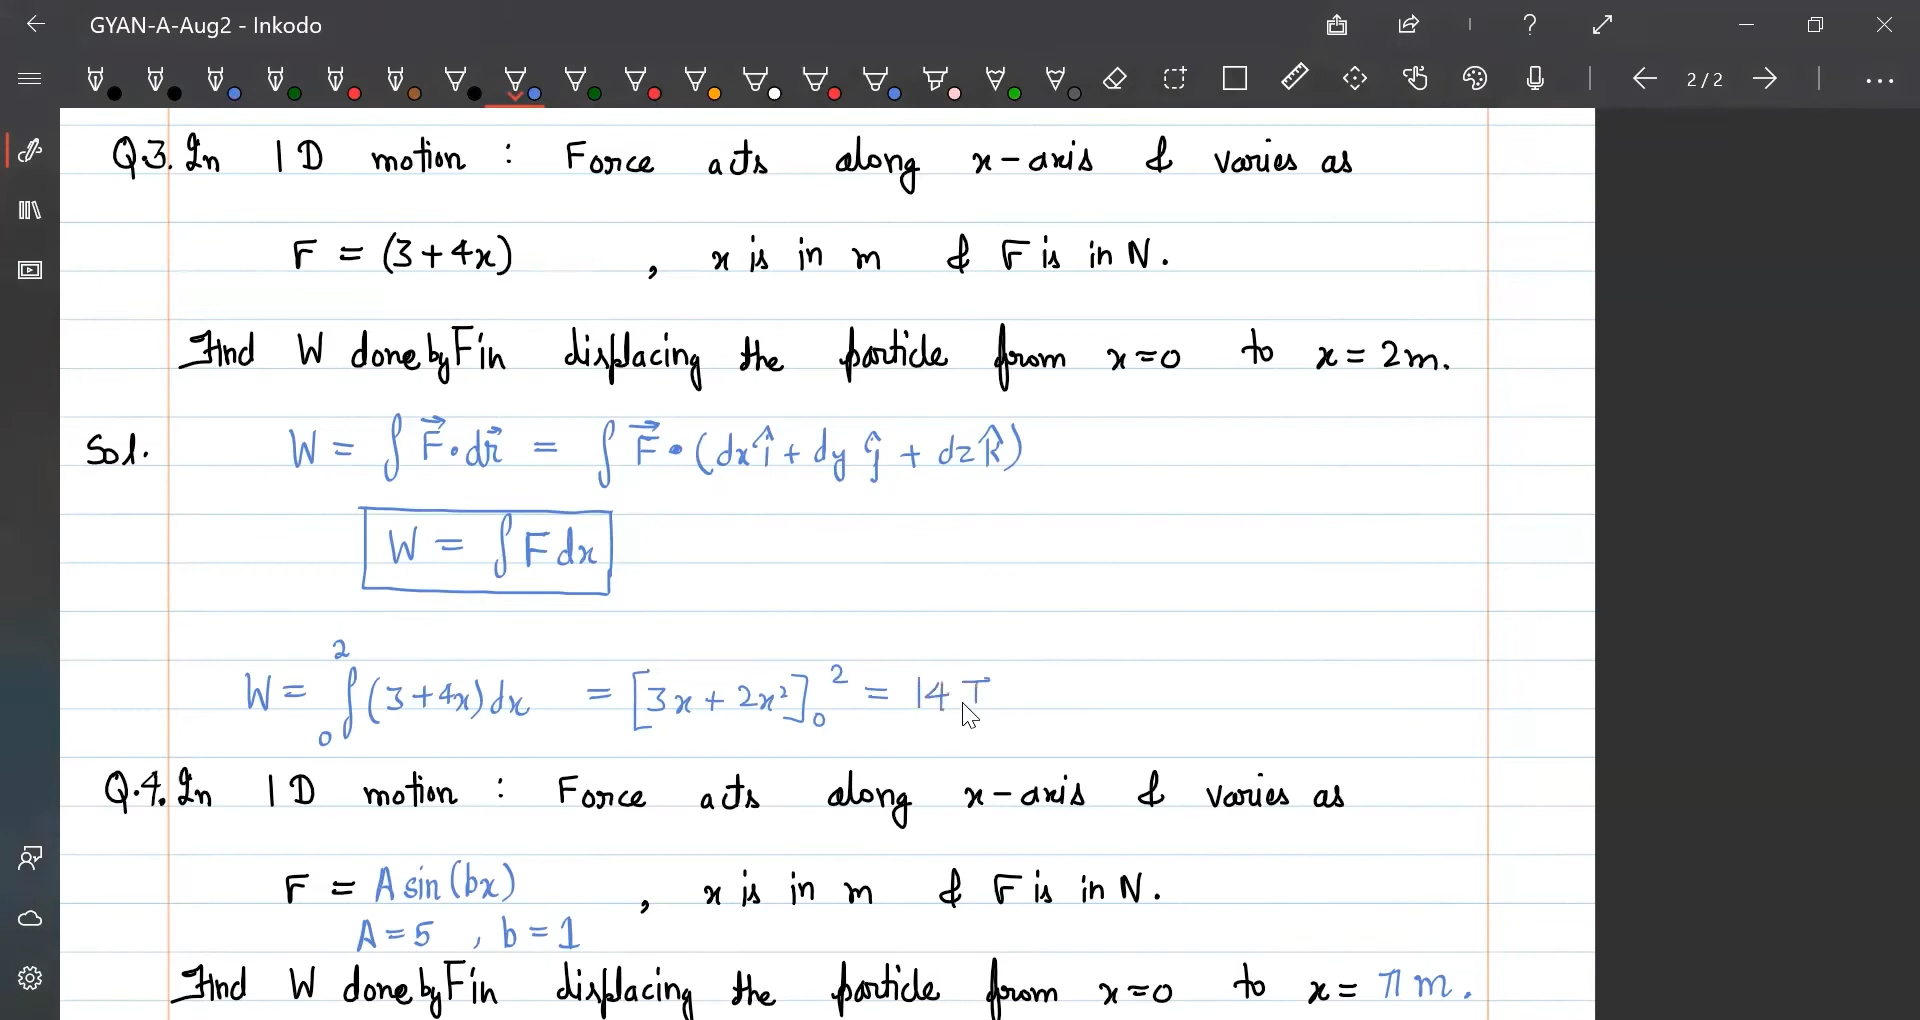 GYAN-A-Aug2 - Inkodo
2/2
Q.3. In 1D motion : Force acts along x-axis & varies as
F = (3+4x) , x is in m & F is in N.
Find W done by F in displacing the particle from x=0 to x = 2m.
Sol. W = ∫ F⃗ . dr⃗ = ∫ F⃗ • (dx î + dy ĵ + dz k̂)
W = ∫ F dx
W = ∫₀² (3+4x) dx = [3x + 2x²]₀² = 14 J
Q.4. In 1D motion : Force acts along x-axis & varies as
F = A sin(bx) , x is in m & F is in N.
A = 5 , b = 1
Find W done by F in displacing the particle from x=0 to x = π m.